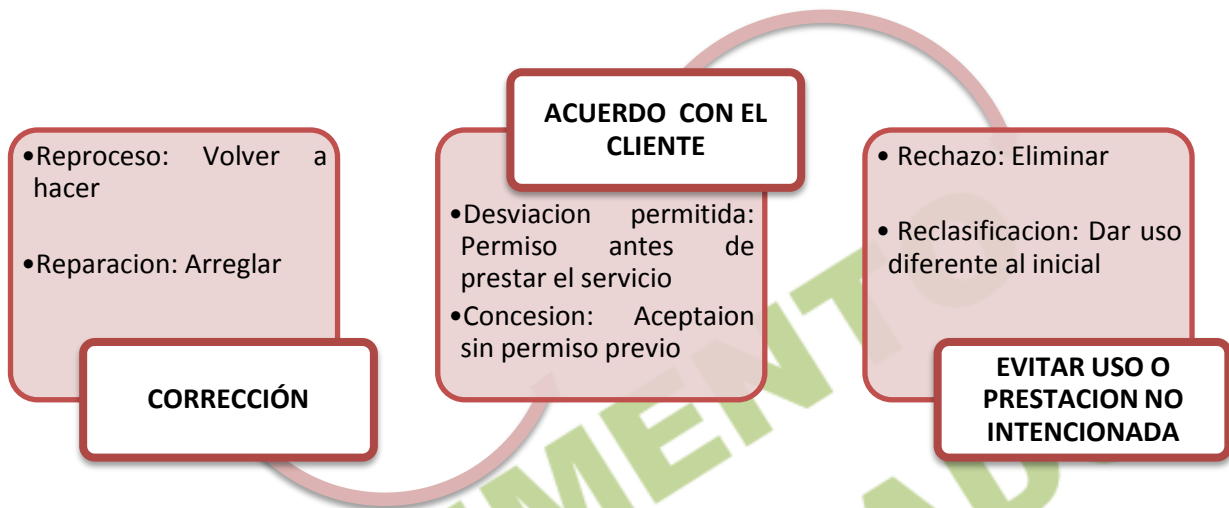 •Reproceso: Volver a
hacer
•Reparacion: Arreglar
CORRECCIÓN
ACUERDO CON EL
CLIENTE
•Desviacion permitida:
Permiso antes de
prestar el servicio
•Concesion: Aceptaion
sin permiso previo
• Rechazo: Eliminar
• Reclasificacion: Dar uso
diferente al inicial
EVITAR USO O
PRESTACION NO
INTENCIONADA